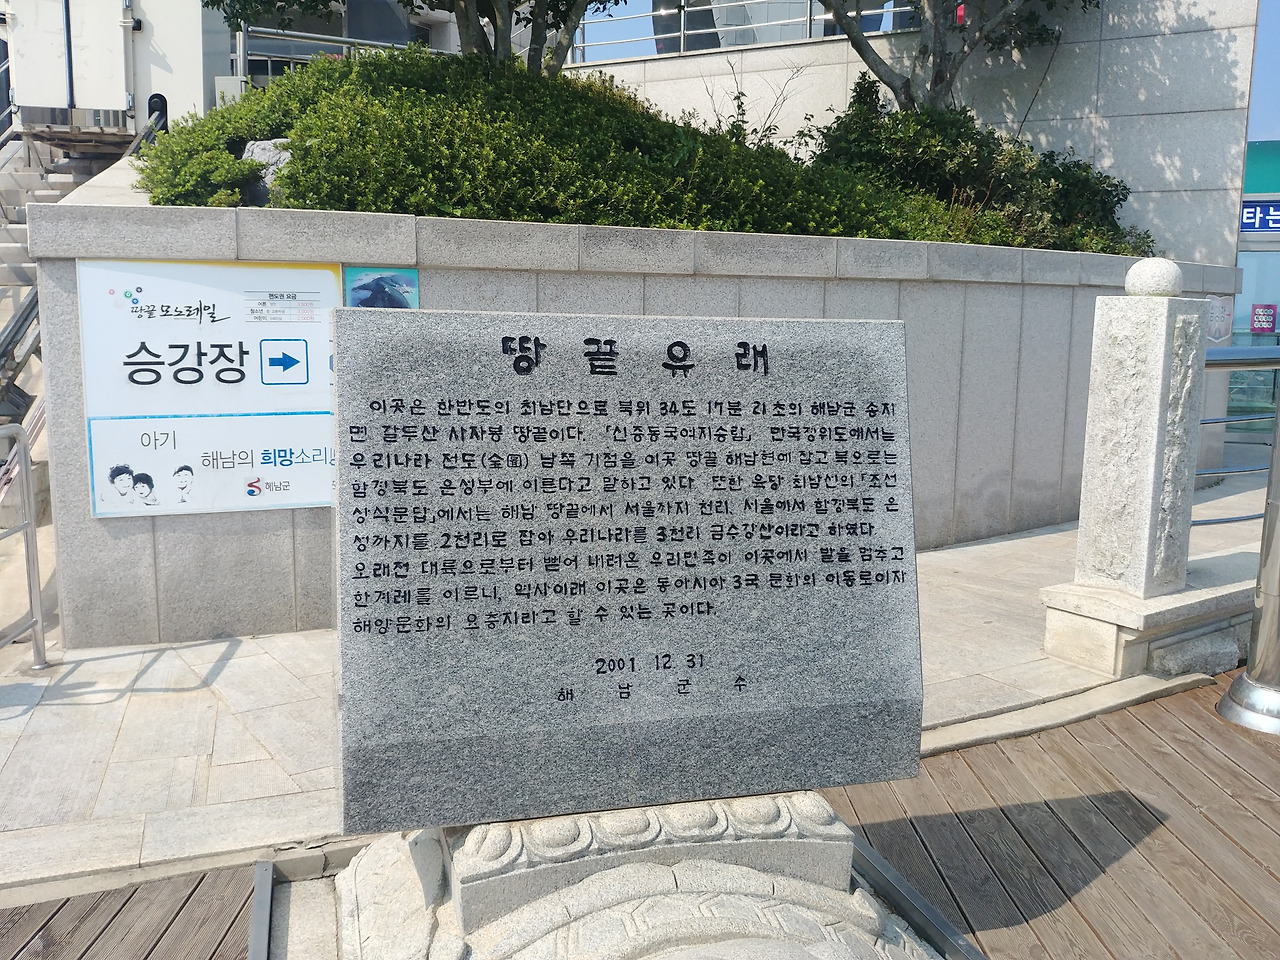 땅끝 모노레일
편도권 요금
승강장
아기
해남의 희망소리
해남군
타는
땅 끝 유 래
이곳은 한반도의 최남단으로 북위 34도 17분 21초의 해남군 송지
면 갈두산 사자봉 땅끝이다. 「신증동국여지승람」 만국경위도에서는
우리나라 전도(全圖) 남쪽 기점을 이곳 땅끝 해남현에 잡고 북으로는
함경북도 온성부에 이른다고 말하고 있다. 또한 육당 최남선의 「조선
상식문답」에서는 해남 땅끝에서 서울까지 천리, 서울에서 함경북도 온
성까지를 2천리로 잡아 우리나라를 3천리 금수강산이라고 하였다.
오래전 대륙으로부터 뻗어 내려온 우리민족이 이곳에서 발을 멈추고
한겨레를 이루니, 역사이래 이곳은 동아시아 3국 문화의 이동로이자
해양문화의 요충지라고 할 수 있는 곳이다.
2001 12. 31
해 남 군 수